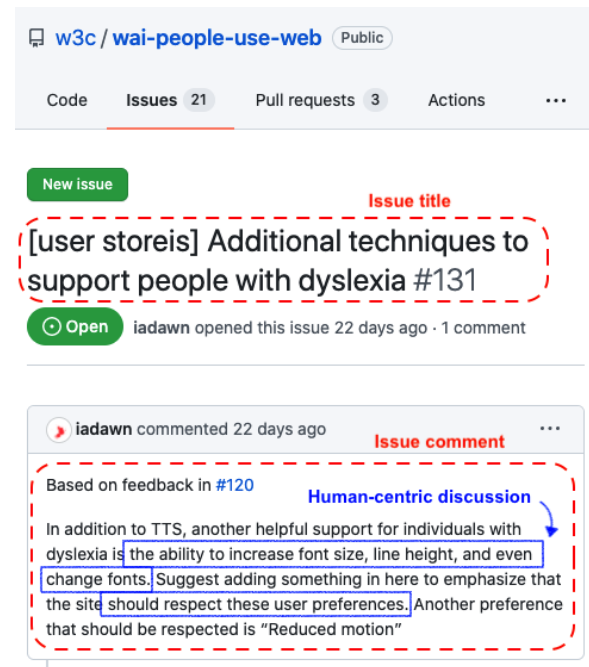 w3c / wai-people-use-web Public
Code Issues 21 Pull requests 3 Actions ...
New issue
Issue title
[user storeis] Additional techniques to
support people with dyslexia #131
Open iadawn opened this issue 22 days ago · 1 comment
iadawn commented 22 days ago ...
Issue comment
Based on feedback in #120
Human-centric discussion
In addition to TTS, another helpful support for individuals with
dyslexia is the ability to increase font size, line height, and even
change fonts. Suggest adding something in here to emphasize that
the site should respect these user preferences. Another preference
that should be respected is “Reduced motion”